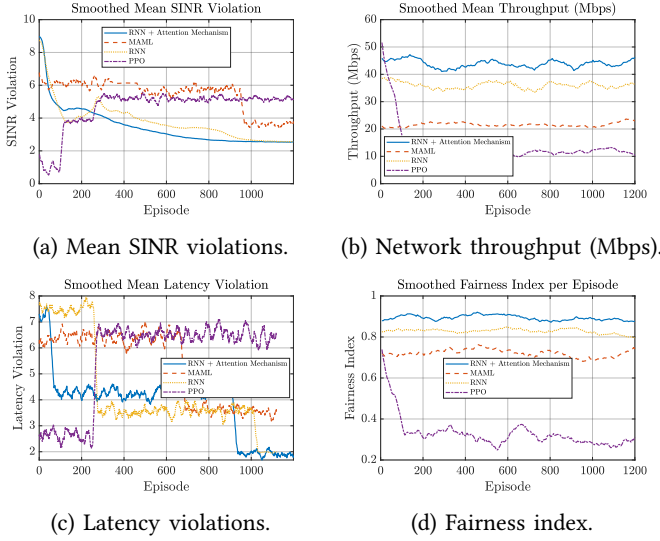 Smoothed Mean SINR Violation
10
8
6
4
2
0
0 200 400 600 800 1000
SINR Violation
Episode
RNN + Attention Mechanism
MAML
RNN
PPO
(a) Mean SINR violations.
Smoothed Mean Throughput (Mbps)
60
50
40
30
20
10
0
0 200 400 600 800 1000 1200
Throughput (Mbps)
Episode
RNN + Attention Mechanism
MAML
RNN
PPO
(b) Network throughput (Mbps).
Smoothed Mean Latency Violation
8
7
6
5
4
3
2
0 200 400 600 800 1000
Latency Violation
Episode
RNN + Attention Mechanism
MAML
RNN
PPO
(c) Latency violations.
Smoothed Fairness Index per Episode
1
0.8
0.6
0.4
0.2
0 200 400 600 800 1000 1200
Fairness Index
Episode
RNN + Attention Mechanism
MAML
RNN
PPO
(d) Fairness index.